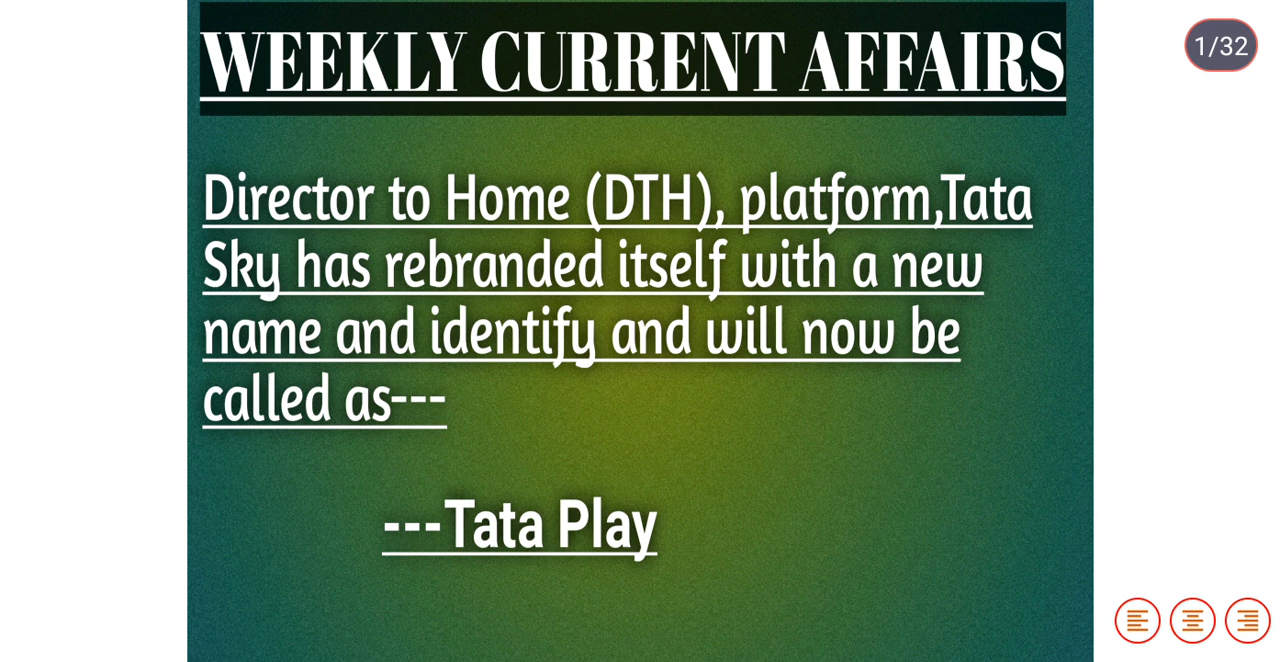 WEEKLY CURRENT AFFAIRS
1/32
Director to Home (DTH), platform,Tata
Sky has rebranded itself with a new
name and identify and will now be
called as---
---Tata Play